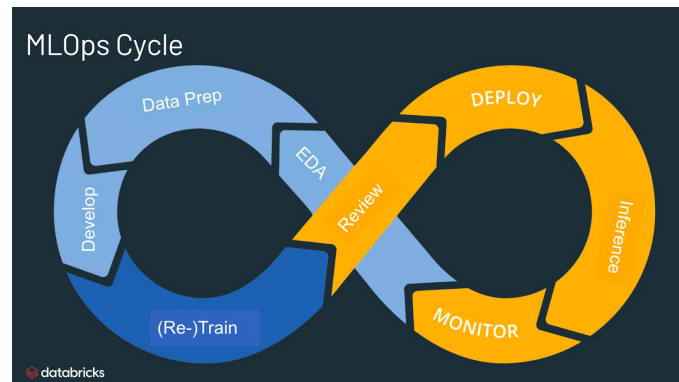 MLOps Cycle
Data Prep
DEPLOY
EDA
Develop
Review
Inference
(Re-)Train
MONITOR
databricks